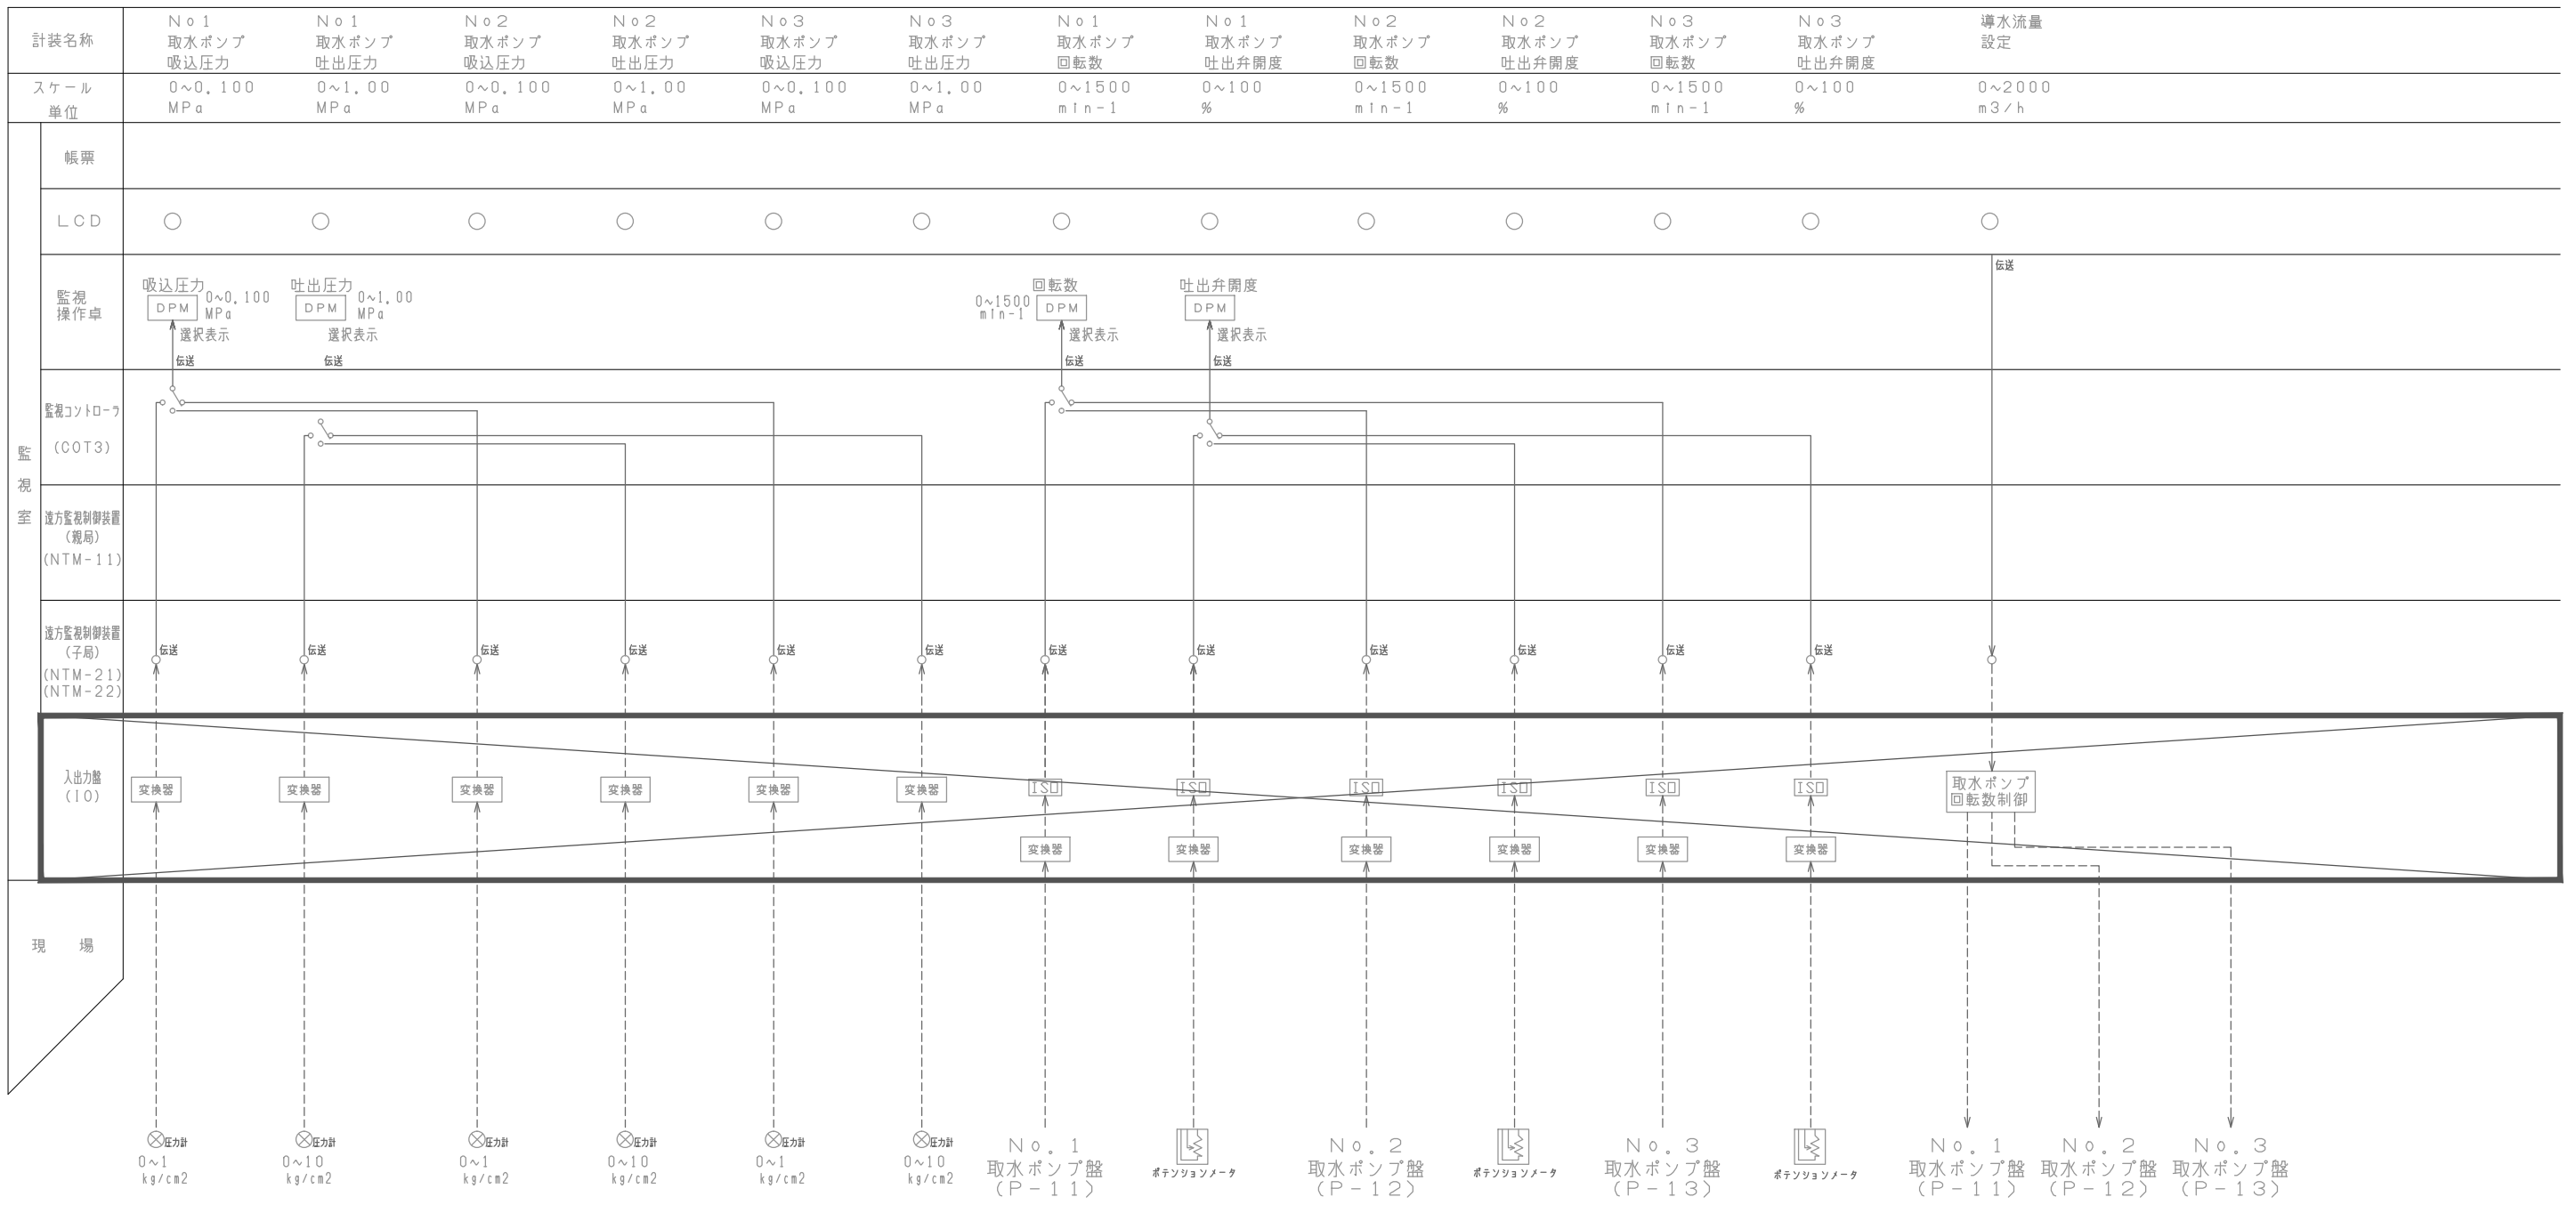 計装名称
No1
取水ポンプ
吸込圧力
No1
取水ポンプ
吐出圧力
No2
取水ポンプ
吸込圧力
No2
取水ポンプ
吐出圧力
No3
取水ポンプ
吸込圧力
No3
取水ポンプ
吐出圧力
No1
取水ポンプ
回転数
No1
取水ポンプ
吐出弁開度
No2
取水ポンプ
回転数
No2
取水ポンプ
吐出弁開度
No3
取水ポンプ
回転数
No3
取水ポンプ
吐出弁開度
導水流量
設定
スケール
単位
0~0.100
MPa
0~1.00
MPa
0~0.100
MPa
0~1.00
MPa
0~0.100
MPa
0~1.00
MPa
0~1500
min-1
0~100
%
0~1500
min-1
0~100
%
0~1500
min-1
0~100
%
0~2000
m3/h
監視室
帳票
LCD
監視
操作卓
吸込圧力
DPM
0~0.100
MPa
選択表示
伝送
吐出圧力
DPM
0~1.00
MPa
選択表示
伝送
回転数
0~1500
min-1
DPM
選択表示
伝送
吐出弁開度
DPM
選択表示
伝送
伝送
監視コントローラ
(COT3)
遠方監視制御装置
(親局)
(NTM-11)
遠方監視制御装置
(子局)
(NTM-21)
(NTM-22)
伝送
伝送
伝送
伝送
伝送
伝送
伝送
伝送
伝送
伝送
伝送
伝送
入出力盤
(IO)
変換器
変換器
変換器
変換器
変換器
変換器
ISO
ISO
ISO
ISO
ISO
ISO
取水ポンプ
回転数制御
変換器
変換器
変換器
変換器
変換器
変換器
現 場
圧力計
0~1
kg/cm2
圧力計
0~10
kg/cm2
圧力計
0~1
kg/cm2
圧力計
0~10
kg/cm2
圧力計
0~1
kg/cm2
圧力計
0~10
kg/cm2
No.1
取水ポンプ盤
(P-11)
ポテンションメータ
No.2
取水ポンプ盤
(P-12)
ポテンションメータ
No.3
取水ポンプ盤
(P-13)
ポテンションメータ
No.1
取水ポンプ盤
(P-11)
No.2
取水ポンプ盤
(P-12)
No.3
取水ポンプ盤
(P-13)